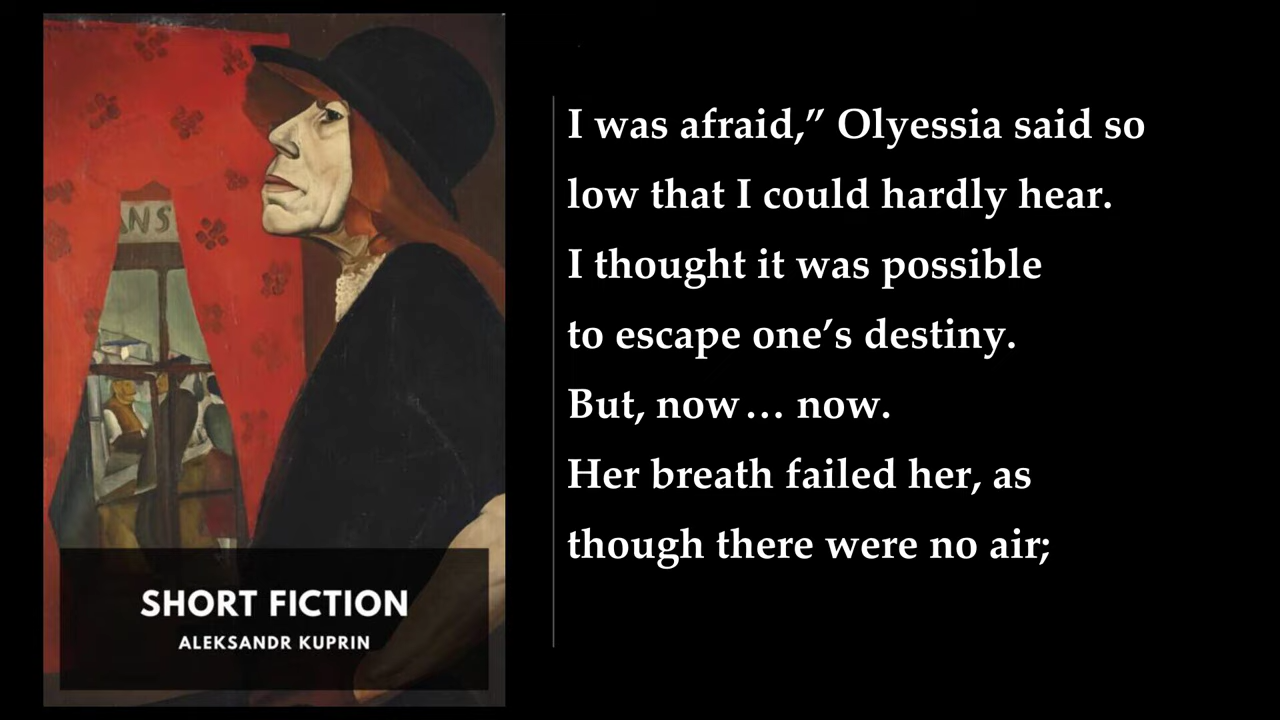 ANS
SHORT FICTION
ALEKSANDR KUPRIN
I was afraid,” Olyessia said so
low that I could hardly hear.
I thought it was possible
to escape one’s destiny.
But, now… now.
Her breath failed her, as
though there were no air;